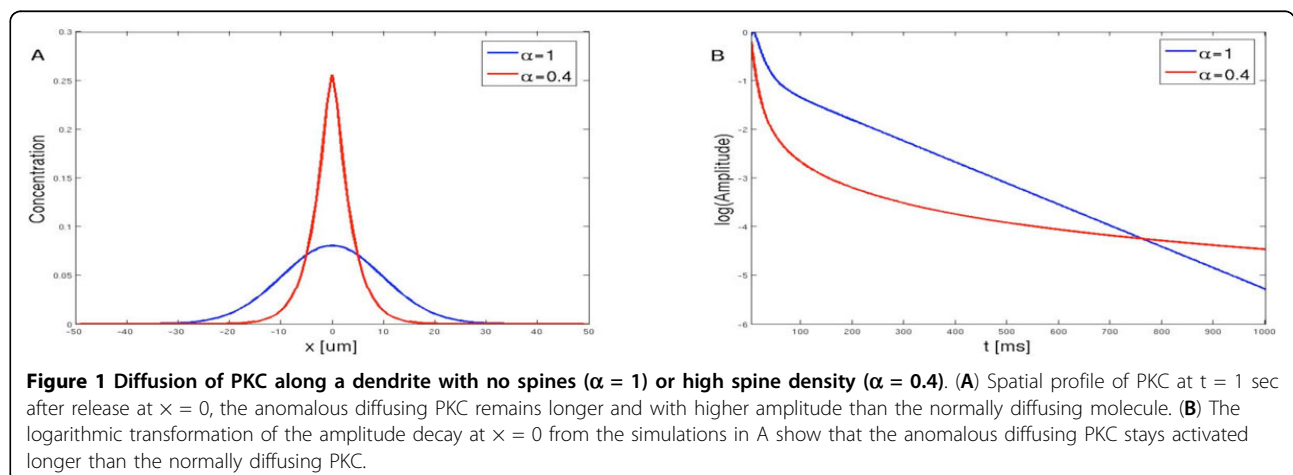 A
α=1
α=0.4
0.3
0.25
0.2
0.15
0.1
0.05
0
Concentration
-50 -40 -30 -20 -10 0 10 20 30 40 50
x [um]
B
α=1
α=0.4
0
-1
-2
-3
-4
-5
-6
log(Amplitude)
100 200 300 400 500 600 700 800 900 1000
t [ms]
Figure 1 Diffusion of PKC along a dendrite with no spines (α = 1) or high spine density (α = 0.4). (A) Spatial profile of PKC at t = 1 sec
after release at × = 0, the anomalous diffusing PKC remains longer and with higher amplitude than the normally diffusing molecule. (B) The
logarithmic transformation of the amplitude decay at × = 0 from the simulations in A show that the anomalous diffusing PKC stays activated
longer than the normally diffusing PKC.